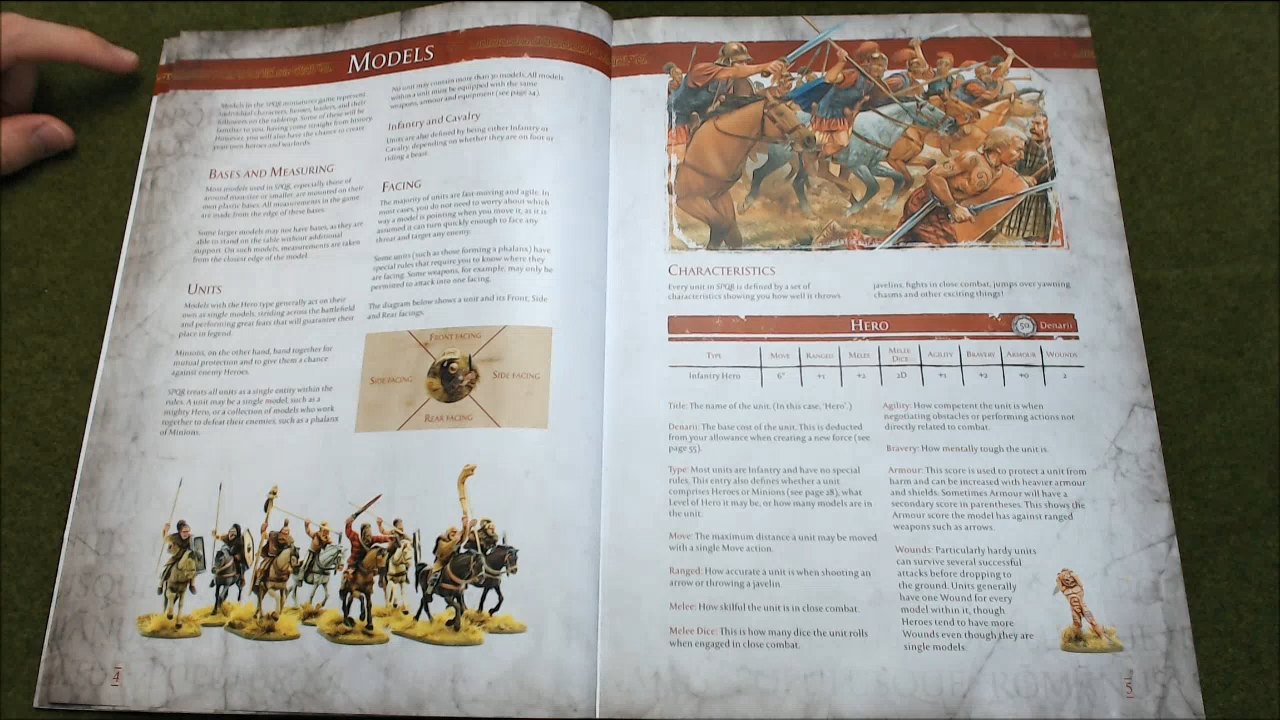 MODELS
Models in the SPQR miniatures game represent
individual characters, heroes, leaders, and their
followers on the tabletop. Some of these will be
familiar to you, having come straight from history.
However, you will also have the chance to create
your own heroes and warlords.
BASES AND MEASURING
Most models used in SPQR, especially those of
around man-size or smaller, are mounted on their
own plastic bases. All measurements in the game
are made from the edge of these bases.
Some larger models may not have bases, as they are
able to stand on the table without additional
support. On such models, measurements are taken
from the closest edge of the model.
UNITS
Models with the Hero type generally act on their
own as single models, striding across the battlefield
and performing great feats that will guarantee their
place in legend.
Minions, on the other hand, band together for
mutual protection and to give them a chance
against enemy Heroes.
SPQR treats all units as a single entity within the
rules. A unit may be a single model, such as a
mighty Hero, or a collection of models who work
together to defeat their enemies, such as a phalanx
of Minions.
No unit may contain more than 30 models. All models
within a unit must be equipped with the same
weapons, armour and equipment (see page 24).
Infantry and Cavalry
Units are also defined by being either Infantry or
Cavalry, depending on whether they are on foot or
riding a beast.
FACING
The majority of units are fast-moving and agile. In
most cases, you do not need to worry about which
way a model is pointing when you move it, as it is
assumed it can turn quickly enough to face any
threat and target any enemy.
Some units (such as those forming a phalanx) have
special rules that require you to know where they
are facing. Some weapons, for example, may only be
permitted to attack into one facing.
The diagram below shows a unit and its Front, Side
and Rear facings.
FRONT FACING
SIDE FACING
SIDE FACING
REAR FACING
14
CHARACTERISTICS
Every unit in SPQR is defined by a set of
characteristics showing you how well it throws
javelins, fights in close combat, jumps over yawning
chasms and other exciting things!
HERO 50 Denarii
TYPE MOVE RANGED MELEE MELEE DICE AGILITY BRAVERY ARMOUR WOUNDS
Infantry Hero 6" +1 +2 2D +1 +2 +0 2
Title: The name of the unit. (In this case, 'Hero'.)
Denarii: The base cost of the unit. This is deducted
from your allowance when creating a new force (see
page 55).
Type: Most units are Infantry and have no special
rules. This entry also defines whether a unit
comprises Heroes or Minions (see page 28), what
Level of Hero it may be, or how many models are in
the unit.
Move: The maximum distance a unit may be moved
with a single Move action.
Ranged: How accurate a unit is when shooting an
arrow or throwing a javelin.
Melee: How skilful the unit is in close combat.
Melee Dice: This is how many dice the unit rolls
when engaged in close combat.
Agility: How competent the unit is when
negotiating obstacles or performing actions not
directly related to combat.
Bravery: How mentally tough the unit is.
Armour: This score is used to protect a unit from
harm and can be increased with heavier armour
and shields. Sometimes Armour will have a
secondary score in parentheses. This shows the
Armour score the model has against ranged
weapons such as arrows.
Wounds: Particularly hardy units
can survive several successful
attacks before dropping to
the ground. Units generally
have one Wound for every
model within it, though
Heroes tend to have more
Wounds even though they are
single models.
15